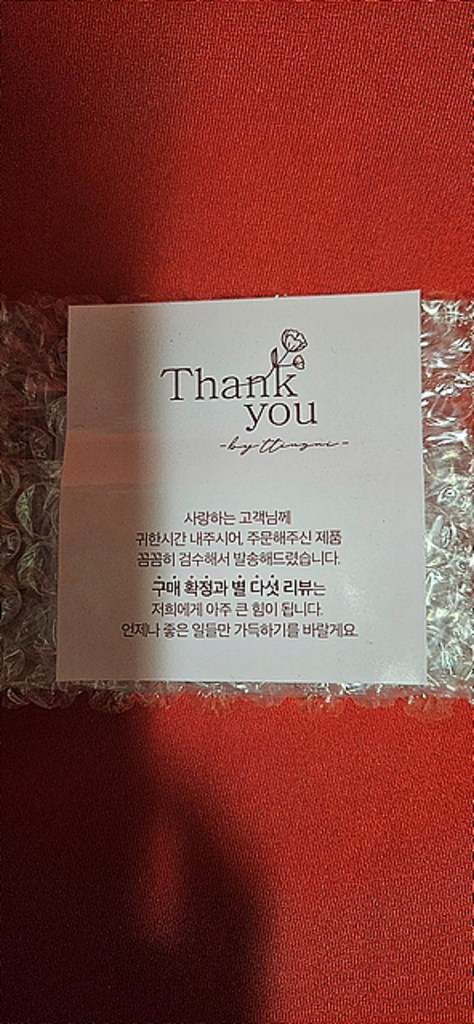 Thank
you
사랑하는 고객님께
귀한시간 내주시어, 주문해주신 제품
꼼꼼히 검수해서 발송해드렸습니다.
구매 확정과 별 다섯 리뷰는
저희에게 아주 큰 힘이 됩니다.
언제나 좋은 일들만 가득하기를 바랄게요.